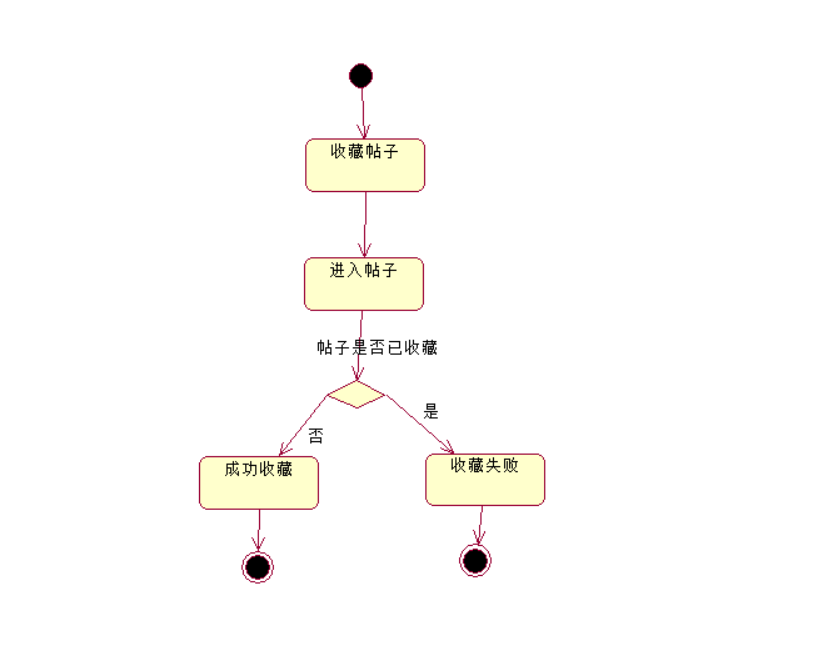 收藏帖子
进入帖子
帖子是否已收藏
是
否
成功收藏
收藏失败